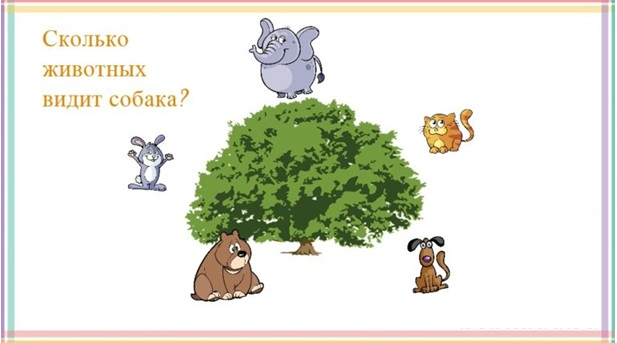 Сколько
животных
видит собака?